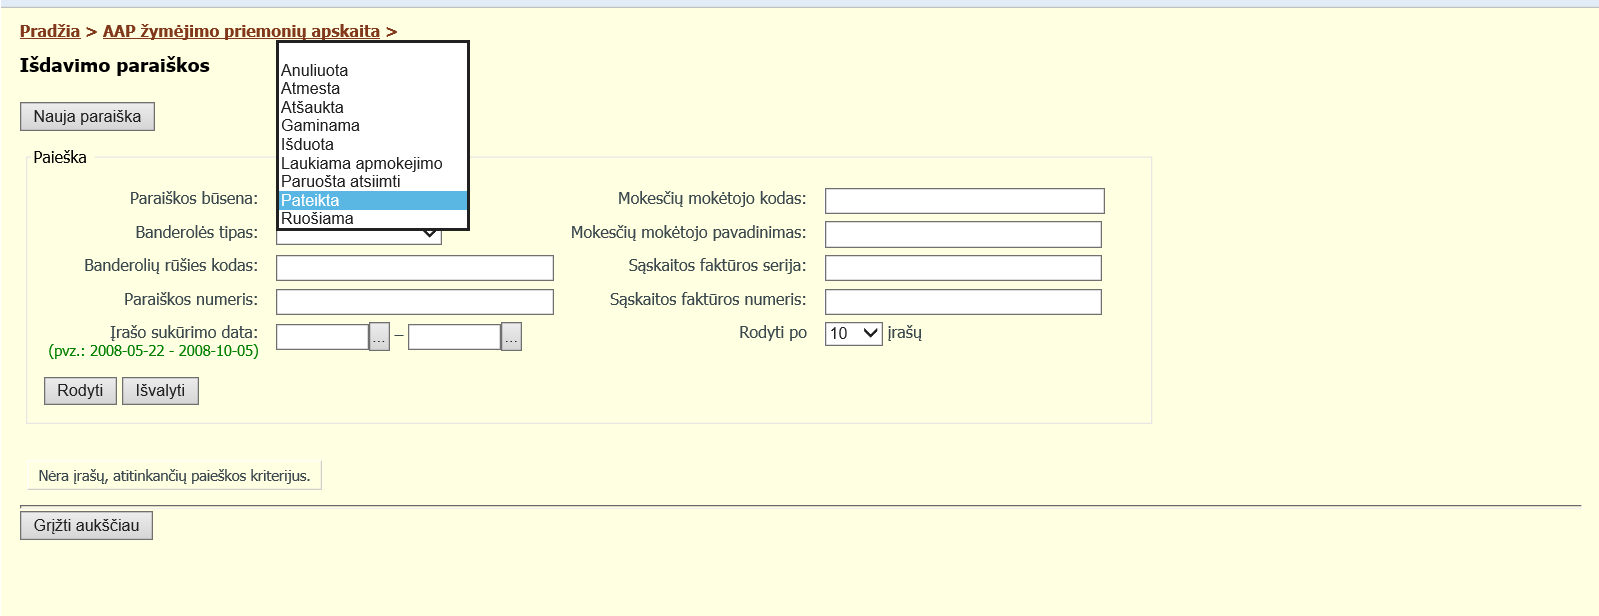 Pradžia > AAP žymėjimo priemonių apskaita >
Išdavimo paraiškos
Nauja paraiška
Paieška
Paraiškos būsena:
Anuliuota
Atmesta
Atšaukta
Gaminama
Išduota
Laukiama apmokejimo
Paruošta atsiimti
Pateikta
Ruošiama
Mokesčių mokėtojo kodas:
Banderolės tipas:
Mokesčių mokėtojo pavadinimas:
Banderolių rūšies kodas:
Sąskaitos faktūros serija:
Paraiškos numeris:
Sąskaitos faktūros numeris:
Įrašo sukūrimo data:
(pvz.: 2008-05-22 - 2008-10-05)
... – ...
Rodyti po 10 įrašų
Rodyti Išvalyti
Nėra įrašų, atitinkančių paieškos kriterijus.
Grįžti aukščiau